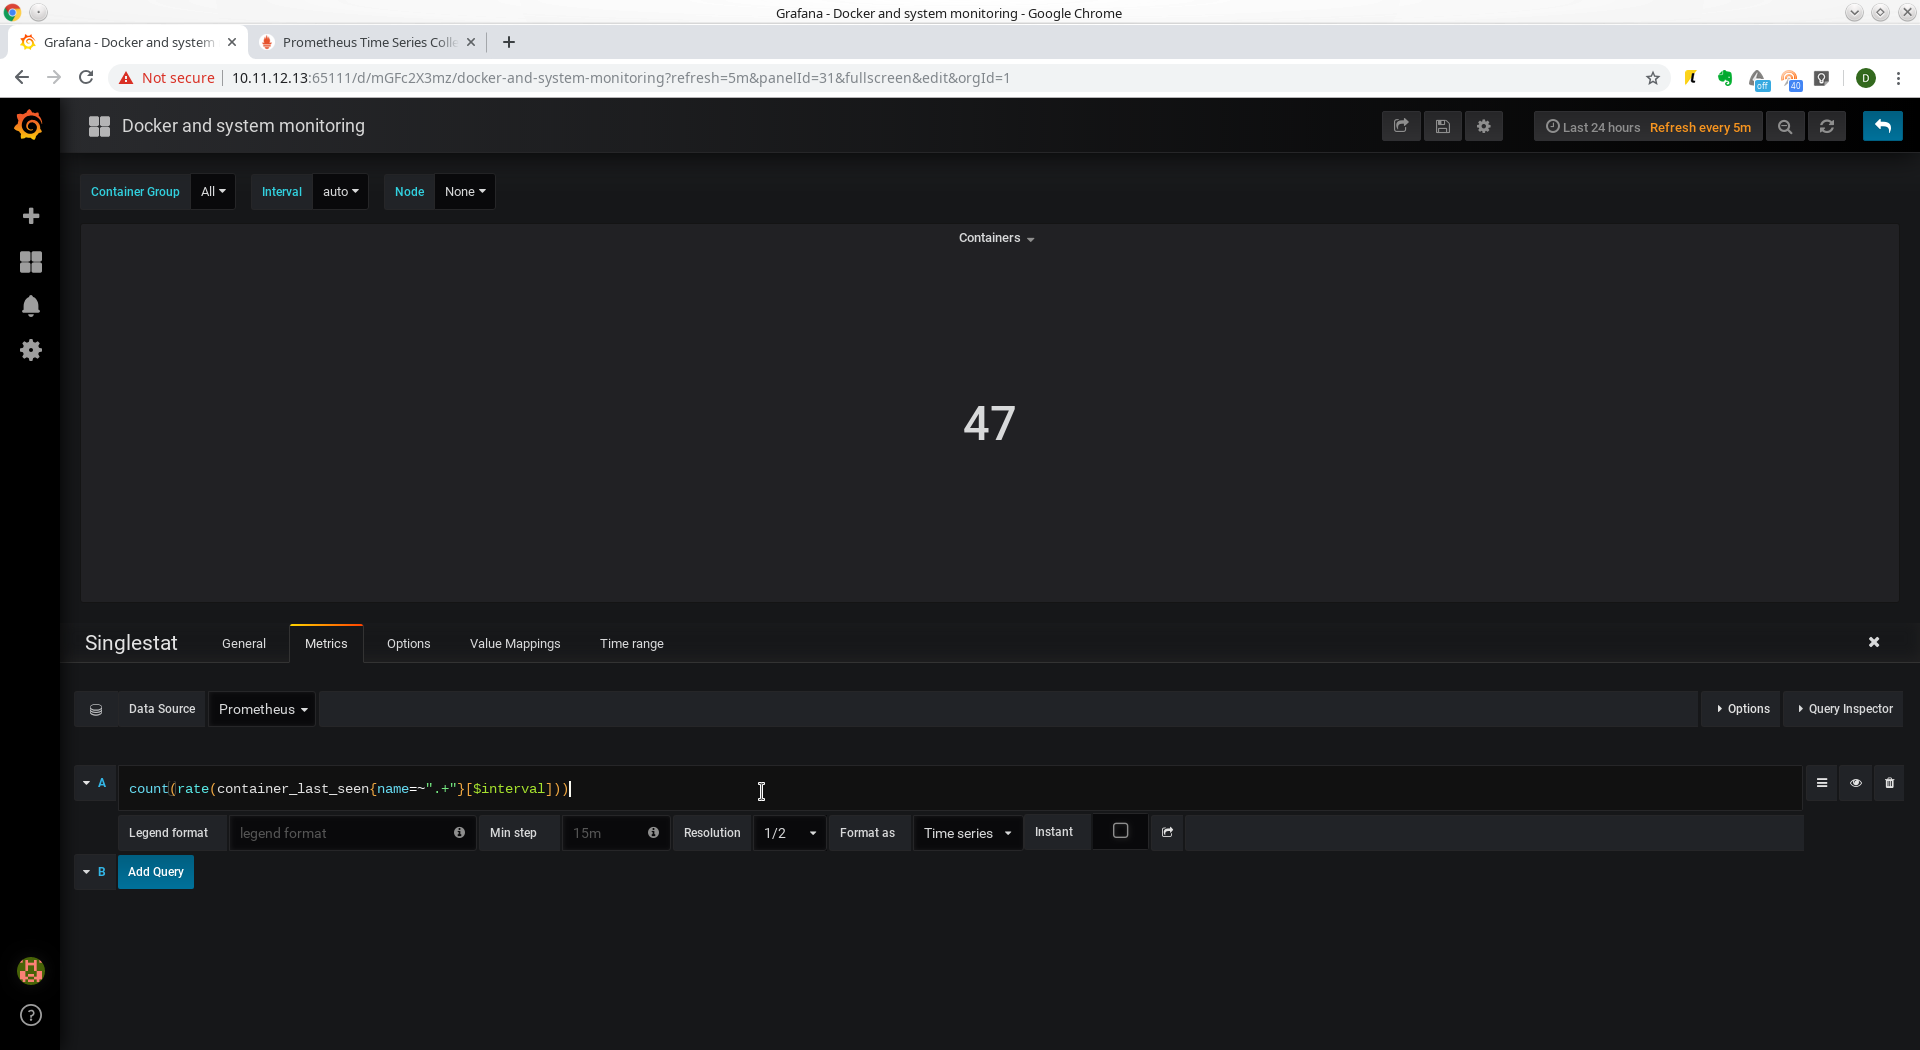 Grafana - Docker and system monitoring - Google Chrome
Grafana - Docker and system
Prometheus Time Series Colle
Not secure
10.11.12.13:65111/d/mGFc2X3mz/docker-and-system-monitoring?refresh=5m&panelId=31&fullscreen&edit&orgId=1
off
40
D
Docker and system monitoring
Last 24 hours Refresh every 5m
Container Group All Interval auto Node None
Containers
47
Singlestat General Metrics Options Value Mappings Time range
Data Source Prometheus Options Query Inspector
A count(rate(container_last_seen{name=~".+"}[$interval]))
Legend format legend format Min step 15m Resolution 1/2 Format as Time series Instant
B Add Query